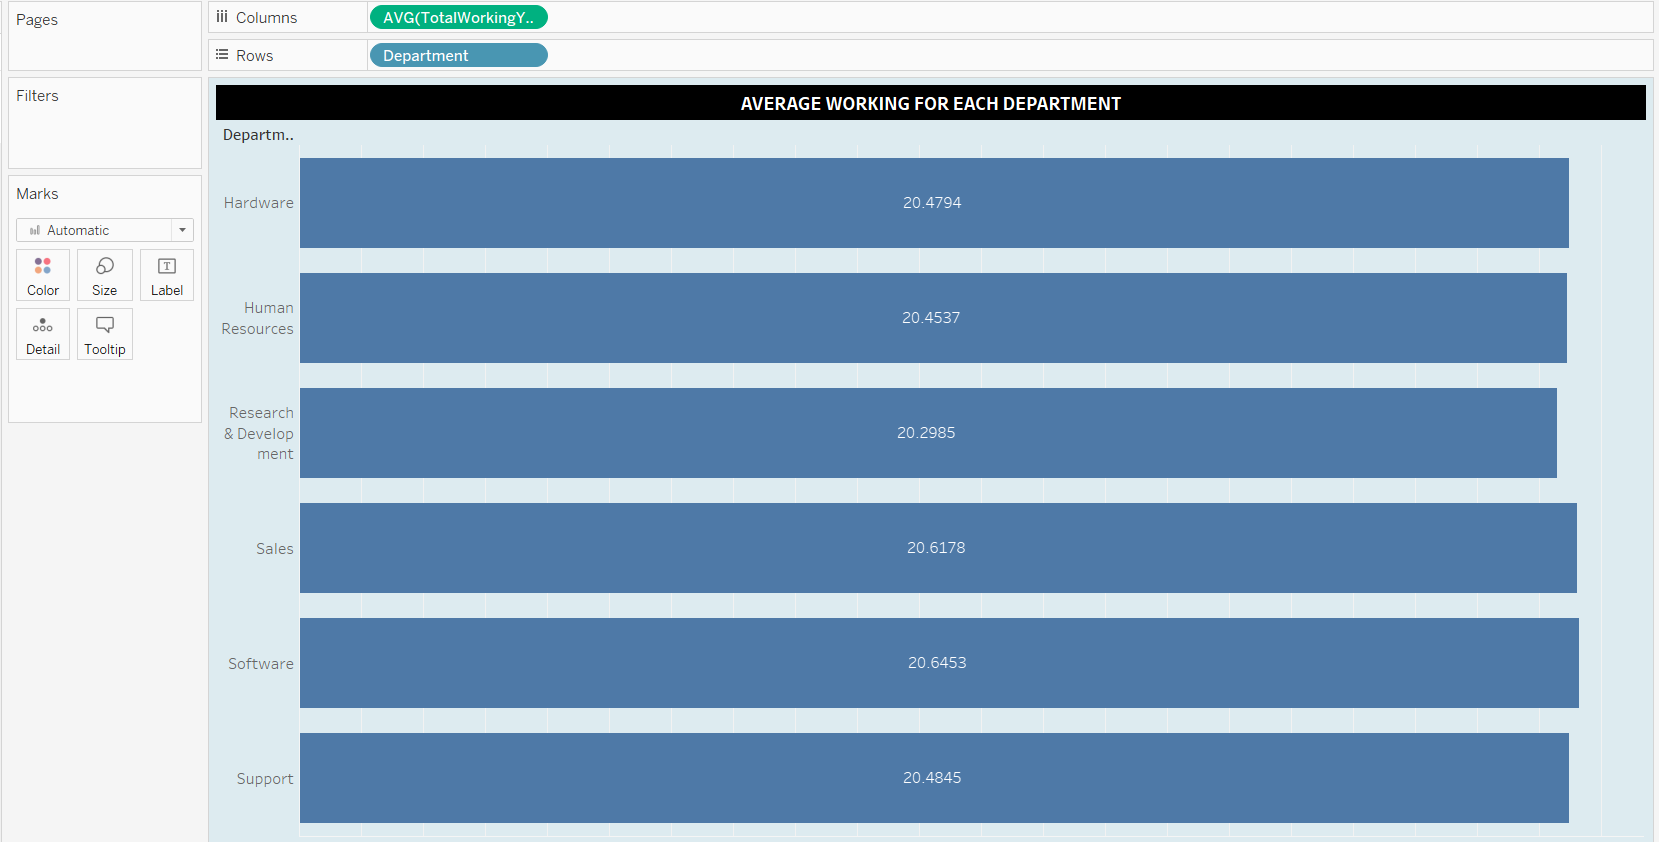 Pages
Columns
AVG(TotalWorkingY..
Rows
Department
Filters
Marks
Automatic
Color
Size
Label
Detail
Tooltip
AVERAGE WORKING FOR EACH DEPARTMENT
Departm..
Hardware
20.4794
Human
Resources
20.4537
Research
& Develop
ment
20.2985
Sales
20.6178
Software
20.6453
Support
20.4845